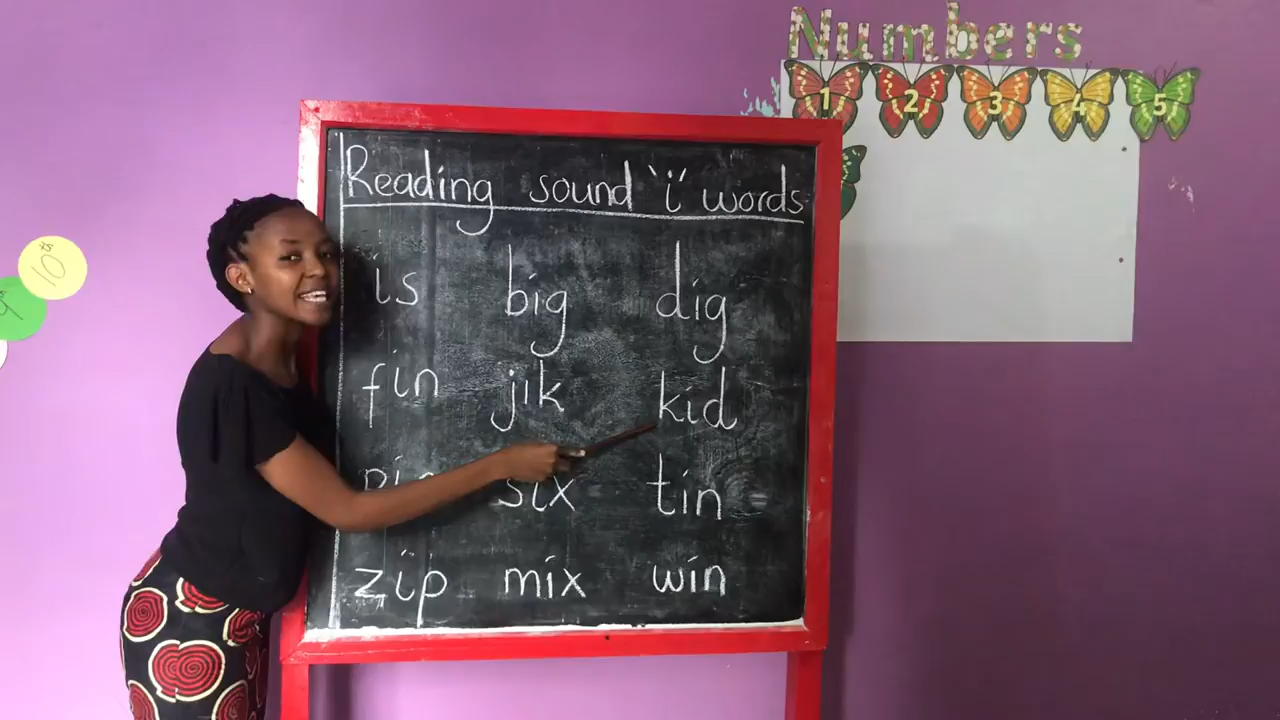 Numbers
1 2 3 4 5
10th
Reading sound "i" words
is big dig
fin jik kid
six tin
zip mix win